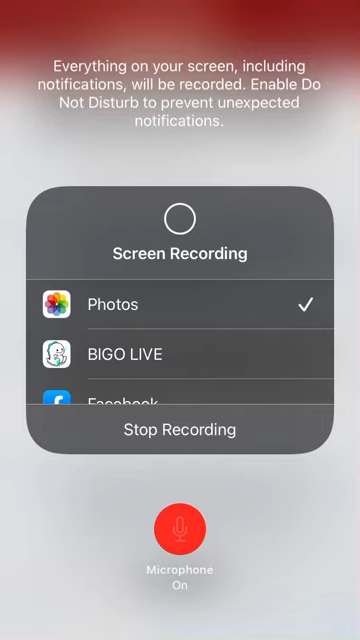 Everything on your screen, including
notifications, will be recorded. Enable Do
Not Disturb to prevent unexpected
notifications.
Screen Recording
Photos
BIGO LIVE
Facebook
Stop Recording
Microphone
On